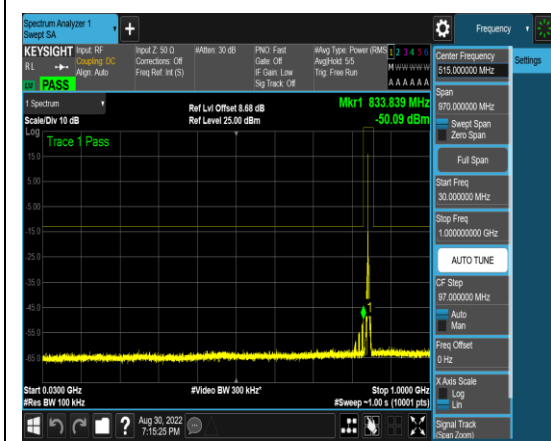 Spectrum Analyzer 1
Swept SA
Frequency
KEYSIGHT
RL
PASS
Input: RF
Coupling: DC
Align: Auto
Input Z: 50 Ω
Corrections: Off
Freq Ref: Int (S)
#Atten: 30 dB
PNO: Fast
Gate: Off
IF Gain: Low
Sig Track: Off
#Avg Type: Power (RMS
Avg|Hold: 5/5
Trig: Free Run
1 2 3 4 5 6
M W W W W W
A A A A A A
1 Spectrum
Scale/Div 10 dB
Ref Lvl Offset 8.68 dB
Ref Level 25.00 dBm
Mkr1 833.839 MHz
-50.09 dBm
Log
Trace 1 Pass
15.0
5.00
-5.00
-15.0
-25.0
-35.0
-45.0
-55.0
-65.0
1
Start 0.0300 GHz
#Res BW 100 kHz
#Video BW 300 kHz*
Stop 1.0000 GHz
#Sweep ~1.00 s (10001 pts)
Aug 30, 2022
7:15:25 PM
Center Frequency
515.000000 MHz
Settings
Span
970.000000 MHz
Swept Span
Zero Span
Full Span
Start Freq
30.000000 MHz
Stop Freq
1.000000000 GHz
AUTO TUNE
CF Step
97.000000 MHz
Auto
Man
Freq Offset
0 Hz
X Axis Scale
Log
Lin
Signal Track
(Span Zoom)